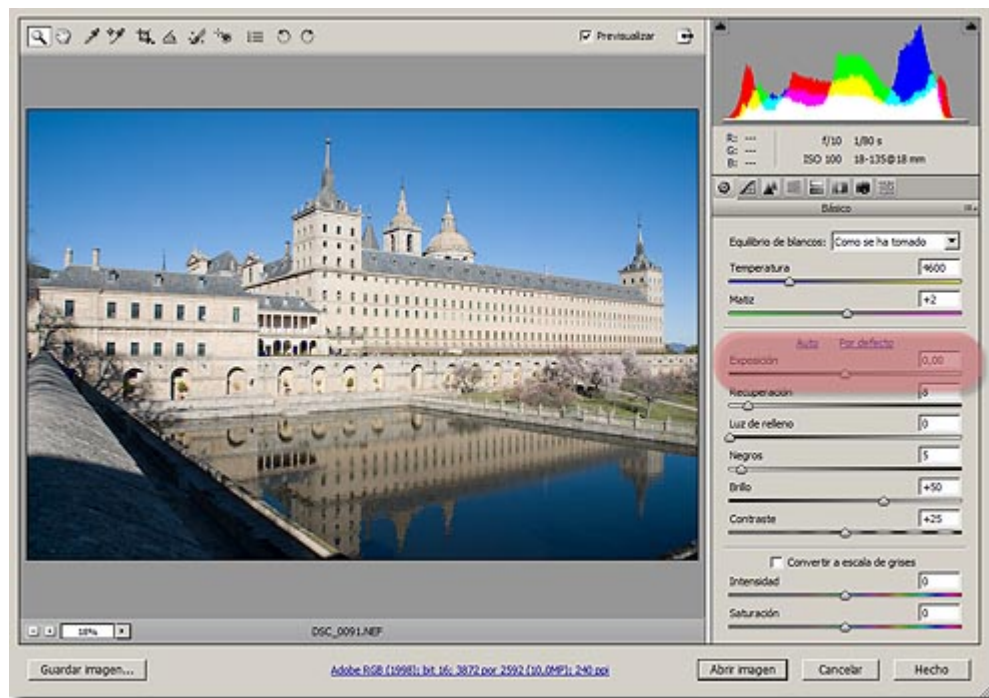 Previsualizar
R: ---
G: ---
B: ---
f/10 1/80 s
ISO 100 18-135@18 mm
Básico
Equilibrio de blancos: Como se ha tomado
Temperatura 4600
Matiz +2
Auto Por defecto
Exposición 0,00
Recuperación 8
Luz de relleno 0
Negros 5
Brillo +50
Contraste +25
Convertir a escala de grises
Intensidad 0
Saturación 0
18% DSC_0091.NEF
Guardar imagen... Adobe RGB (1998); bit 16; 3872 por 2592 (10,0MP); 240 ppi Abrir imagen Cancelar Hecho